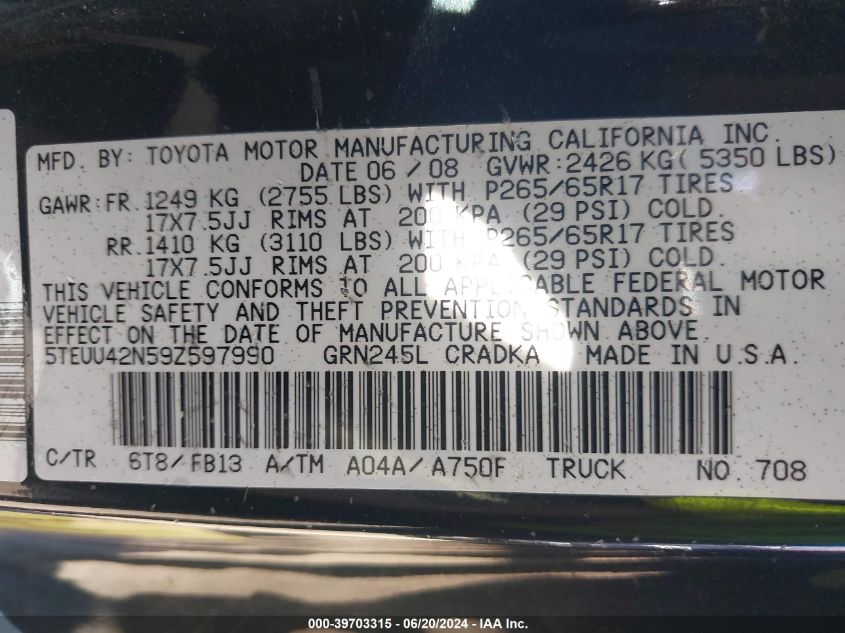 MFD. BY: TOYOTA MOTOR MANUFACTURING CALIFORNIA INC.
DATE 06/08 GVWR:2426 KG( 5350 LBS)
GAWR:FR.1249 KG (2755 LBS) WITH P265/65R17 TIRES
17X7.5JJ RIMS AT 200 KPA (29 PSI) COLD.
RR.1410 KG (3110 LBS) WITH P265/65R17 TIRES
17X7.5JJ RIMS AT 200 KPA (29 PSI) COLD.
THIS VEHICLE CONFORMS TO ALL APPLICABLE FEDERAL MOTOR
VEHICLE SAFETY AND THEFT PREVENTION STANDARDS IN
EFFECT ON THE DATE OF MANUFACTURE SHOWN ABOVE.
5TEUU42N59Z597990 GRN245L CRADKA MADE IN U.S.A.
C/TR 6T8/FB13 A/TM A04A/A750F TRUCK NO.708
000-39703315 - 06/20/2024 - IAA Inc.